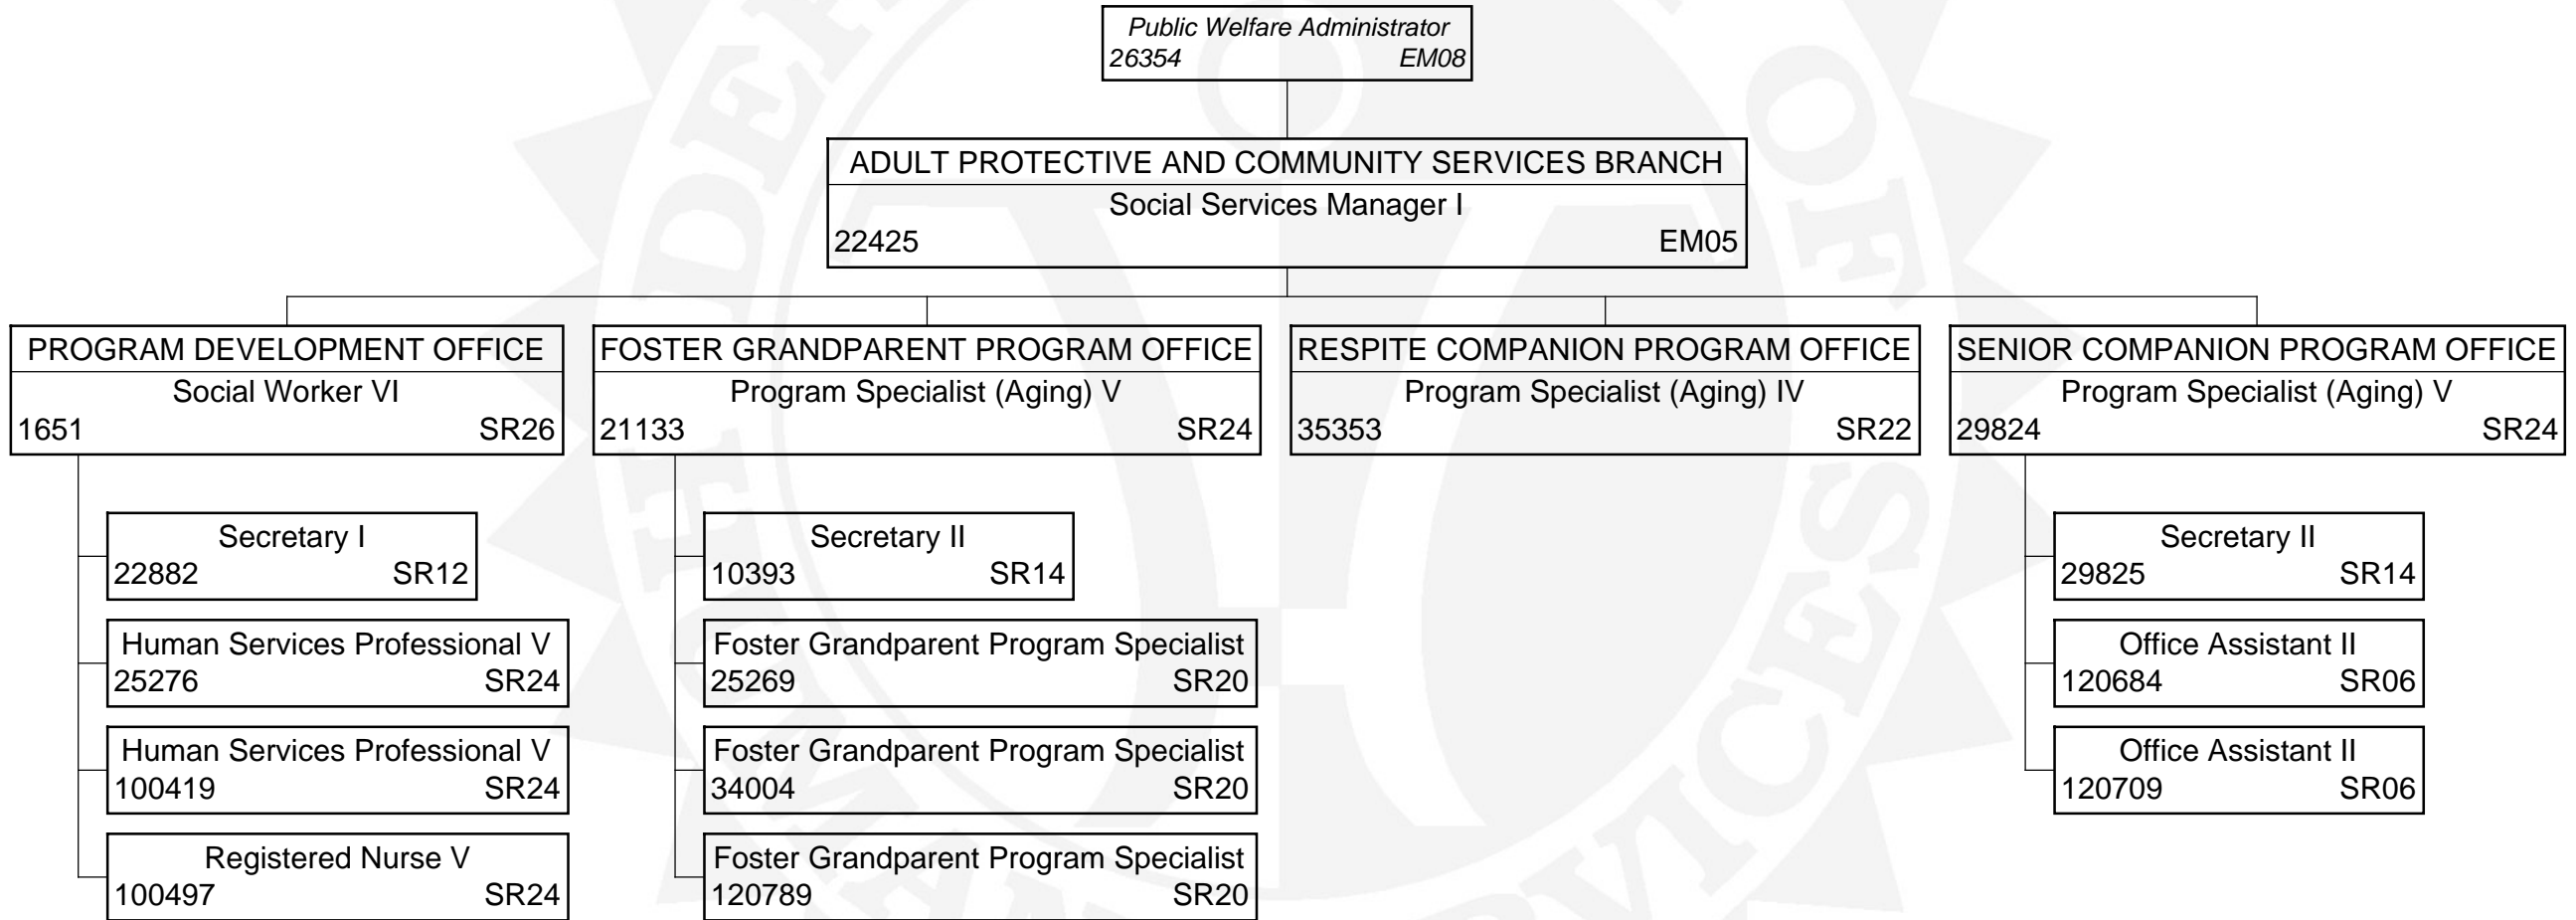 Public Welfare Administrator
26354 EM08
ADULT PROTECTIVE AND COMMUNITY SERVICES BRANCH
Social Services Manager I
22425 EM05
PROGRAM DEVELOPMENT OFFICE
Social Worker VI
1651 SR26
FOSTER GRANDPARENT PROGRAM OFFICE
Program Specialist (Aging) V
21133 SR24
RESPITE COMPANION PROGRAM OFFICE
Program Specialist (Aging) IV
35353 SR22
SENIOR COMPANION PROGRAM OFFICE
Program Specialist (Aging) V
29824 SR24
Secretary I
22882 SR12
Human Services Professional V
25276 SR24
Human Services Professional V
100419 SR24
Registered Nurse V
100497 SR24
Secretary II
10393 SR14
Foster Grandparent Program Specialist
25269 SR20
Foster Grandparent Program Specialist
34004 SR20
Foster Grandparent Program Specialist
120789 SR20
Secretary II
29825 SR14
Office Assistant II
120684 SR06
Office Assistant II
120709 SR06